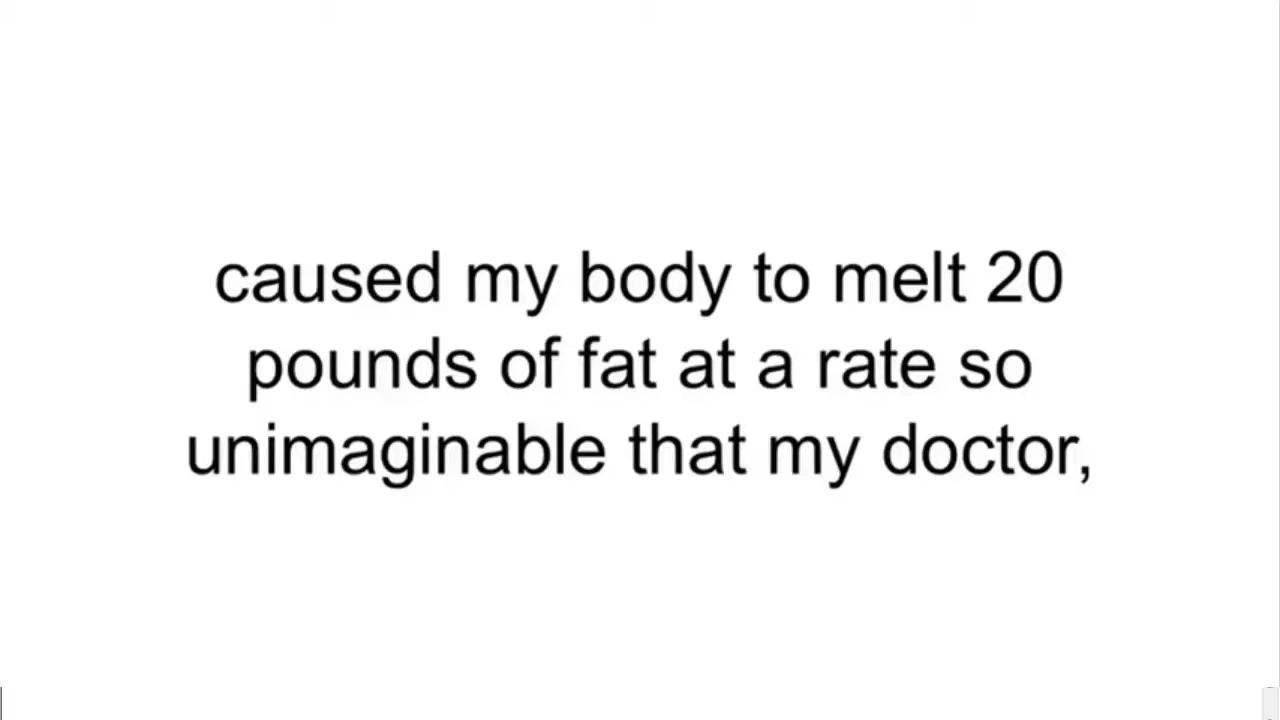 caused my body to melt 20
pounds of fat at a rate so
unimaginable that my doctor,